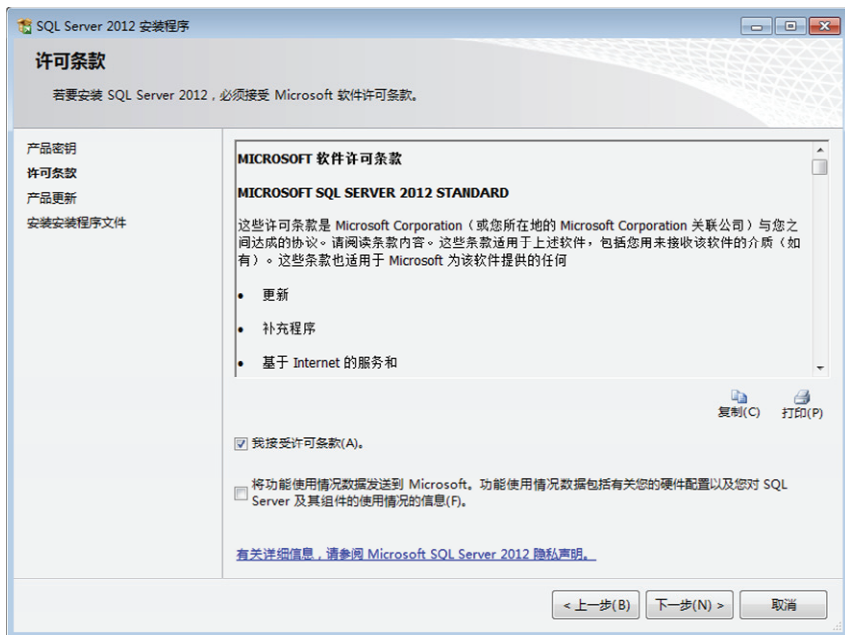 SQL Server 2012 安装程序
许可条款
若要安装 SQL Server 2012，必须接受 Microsoft 软件许可条款。
产品密钥
许可条款
产品更新
安装安装程序文件
MICROSOFT 软件许可条款
MICROSOFT SQL SERVER 2012 STANDARD
这些许可条款是 Microsoft Corporation（或您所在地的 Microsoft Corporation 关联公司）与您之
间达成的协议。请阅读条款内容。这些条款适用于上述软件，包括您用来接收该软件的介质（如
有）。这些条款也适用于 Microsoft 为该软件提供的任何
• 更新
• 补充程序
• 基于 Internet 的服务和
复制(C)
打印(P)
我接受许可条款(A)。
将功能使用情况数据发送到 Microsoft。功能使用情况数据包括有关您的硬件配置以及您对 SQL
Server 及其组件的使用情况的信息(F)。
有关详细信息，请参阅 Microsoft SQL Server 2012 隐私声明。
< 上一步(B)
下一步(N) >
取消